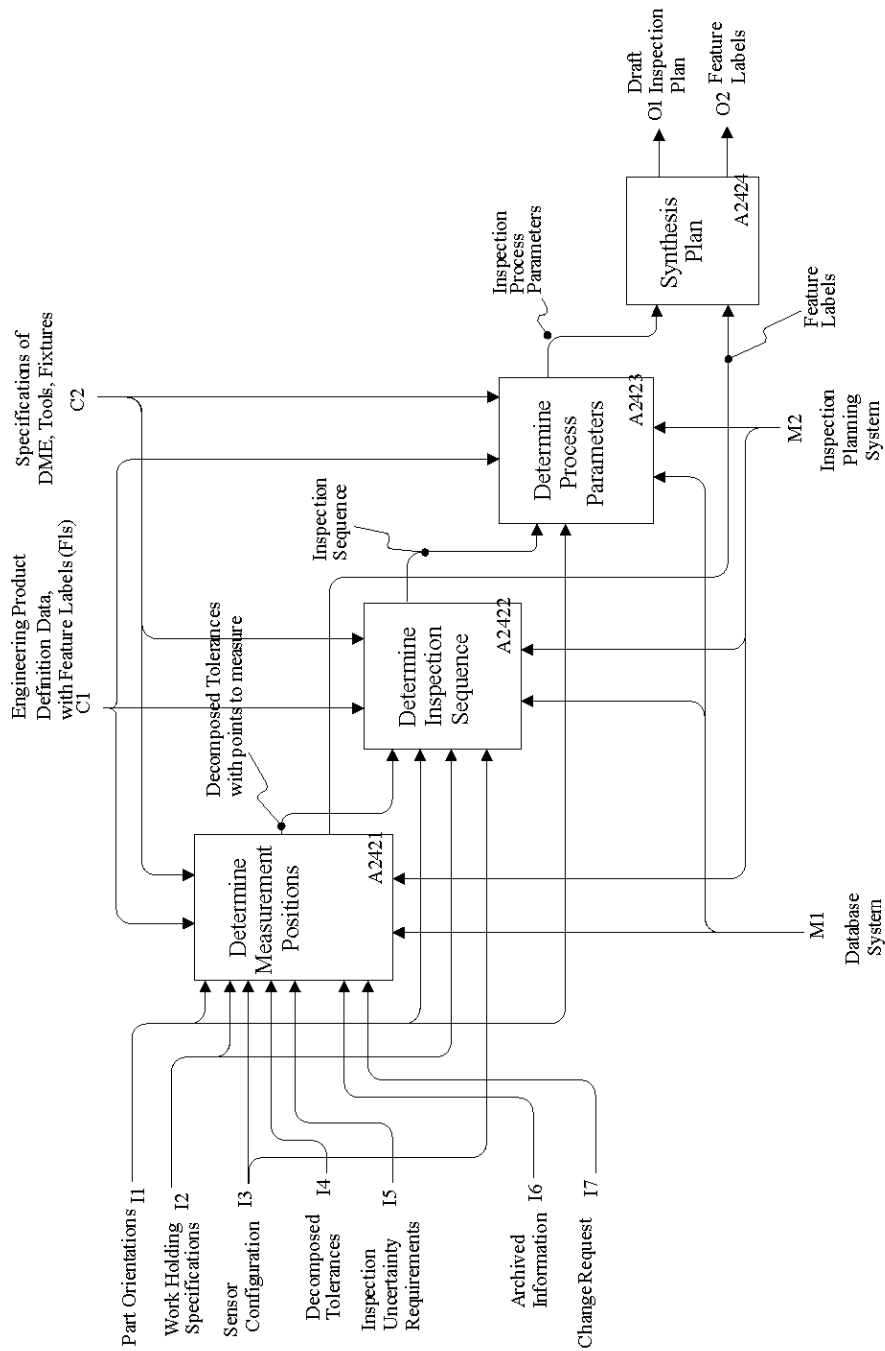 Engineering Product
Definition Data,
with Feature Labels (Fls)
C1
Specifications of
DME, Tools, Fixtures
C2
Part Orientations I1
Work Holding
Specifications
I2
Sensor
Configuration
I3
Decomposed
Tolerances
I4
Inspection
Uncertainty
Requirements
I5
Archived
Information
I6
Change Request I7
Determine
Measurement
Positions
A2421
Decomposed Tolerances
with points to measure
Determine
Inspection
Sequence
A2422
Inspection
Sequence
Determine
Process
Parameters
A2423
Inspection
Process
Parameters
Synthesis
Plan
A2424
Draft
O1 Inspection
Plan
O2 Feature
Labels
Feature
Labels
M1
Database
System
M2
Inspection
Planning
System